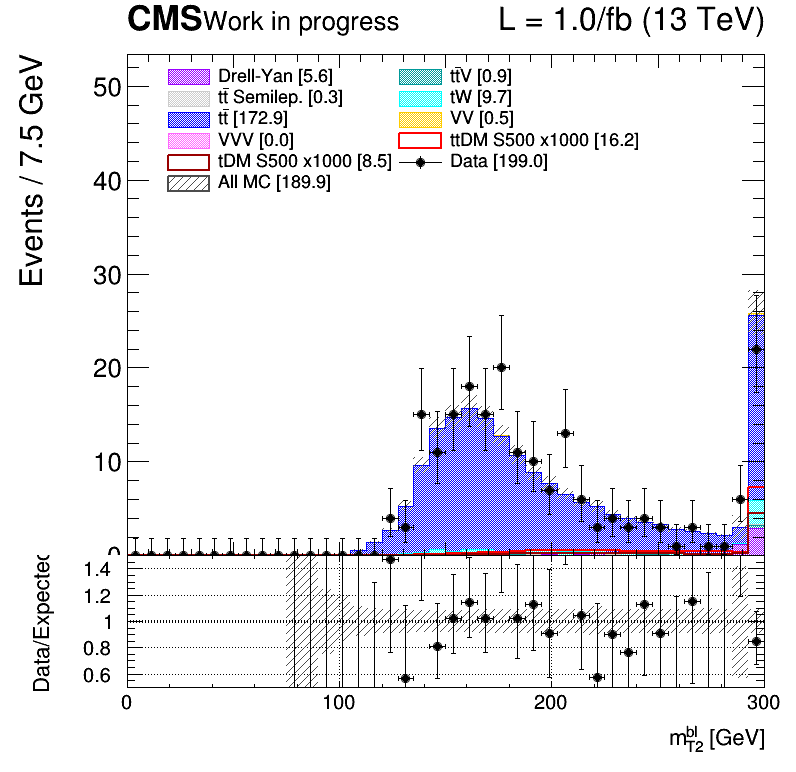 CMS Work in progress L = 1.0/fb (13 TeV)
Events / 7.5 GeV
50
40
30
20
10
0
Drell-Yan [5.6] tt̄V [0.9]
tt̄ Semilep. [0.3] tW [9.7]
tt̄ [172.9] VV [0.5]
VVV [0.0] ttDM S500 x1000 [16.2]
tDM S500 x1000 [8.5] Data [199.0]
All MC [189.9]
Data/Expected
1.4
1.2
1
0.8
0.6
0 100 200 300
m_{T2}^{bl} [GeV]